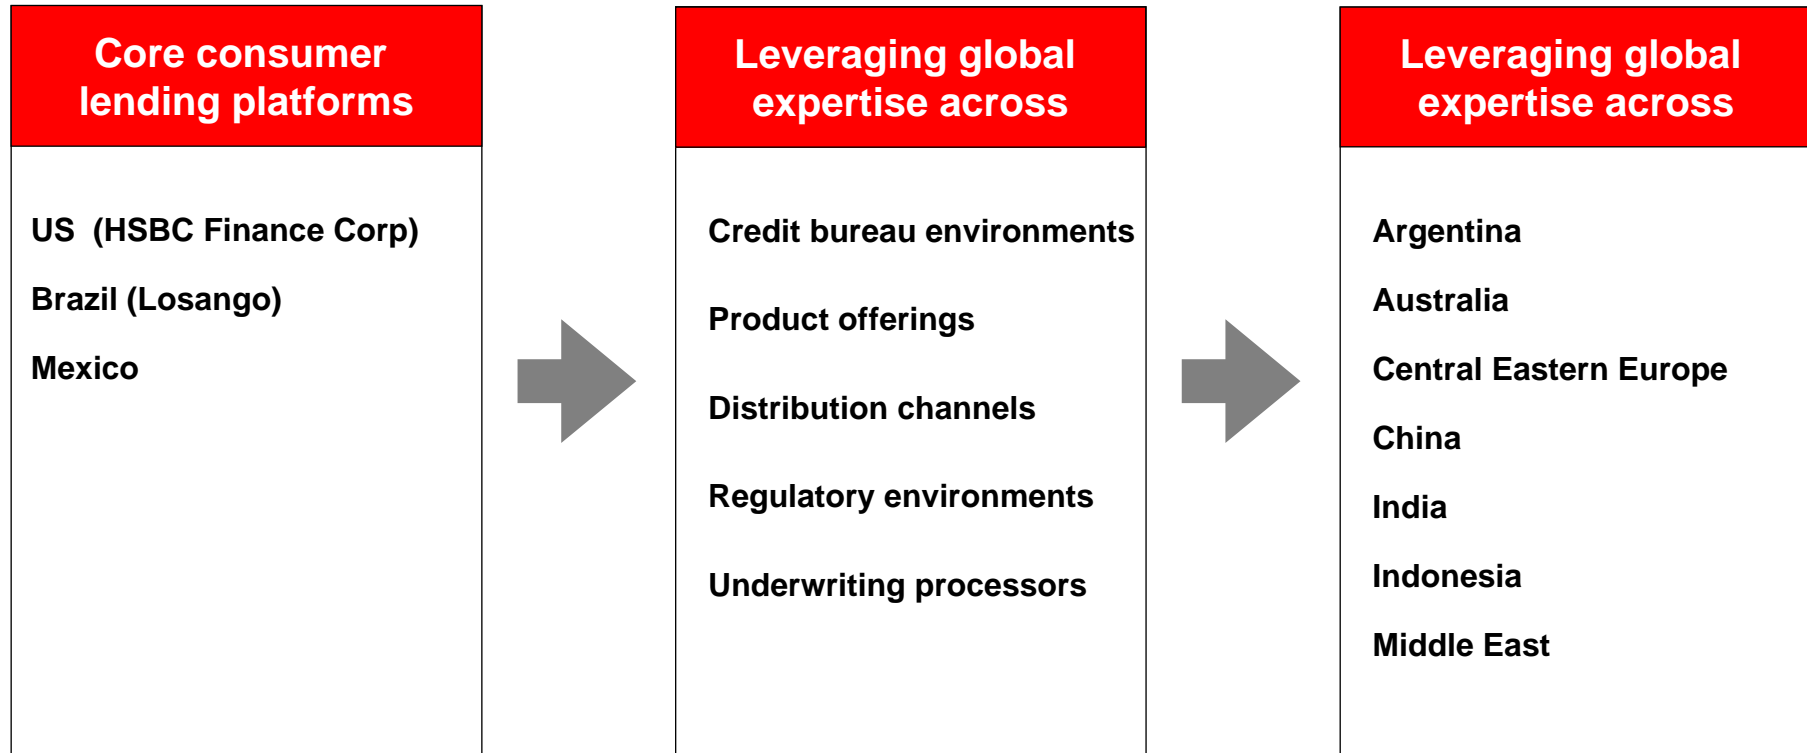 Core consumer
lending platforms
US  (HSBC Finance Corp)
Brazil (Losango)
Mexico
Leveraging global
expertise across
Credit bureau environments
Product offerings
Distribution channels
Regulatory environments
Underwriting processors
Leveraging global
expertise across
Argentina
Australia
Central Eastern Europe
China
India
Indonesia
Middle East